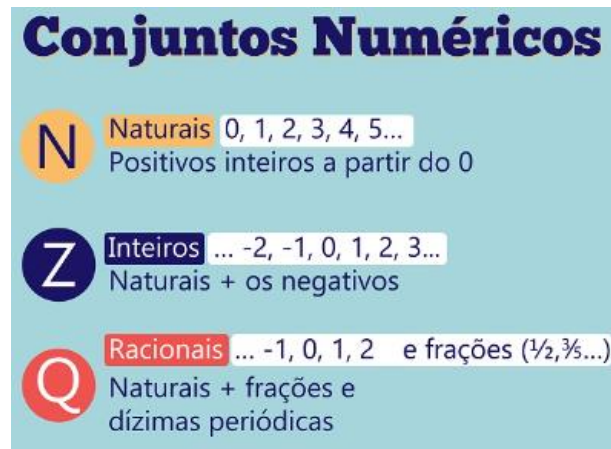 Conjuntos Numéricos
N
Naturais 0, 1, 2, 3, 4, 5...
Positivos inteiros a partir do 0
Z
Inteiros ... -2, -1, 0, 1, 2, 3...
Naturais + os negativos
Q
Racionais ... -1, 0, 1, 2 e frações (½,⅗...)
Naturais + frações e
dízimas periódicas